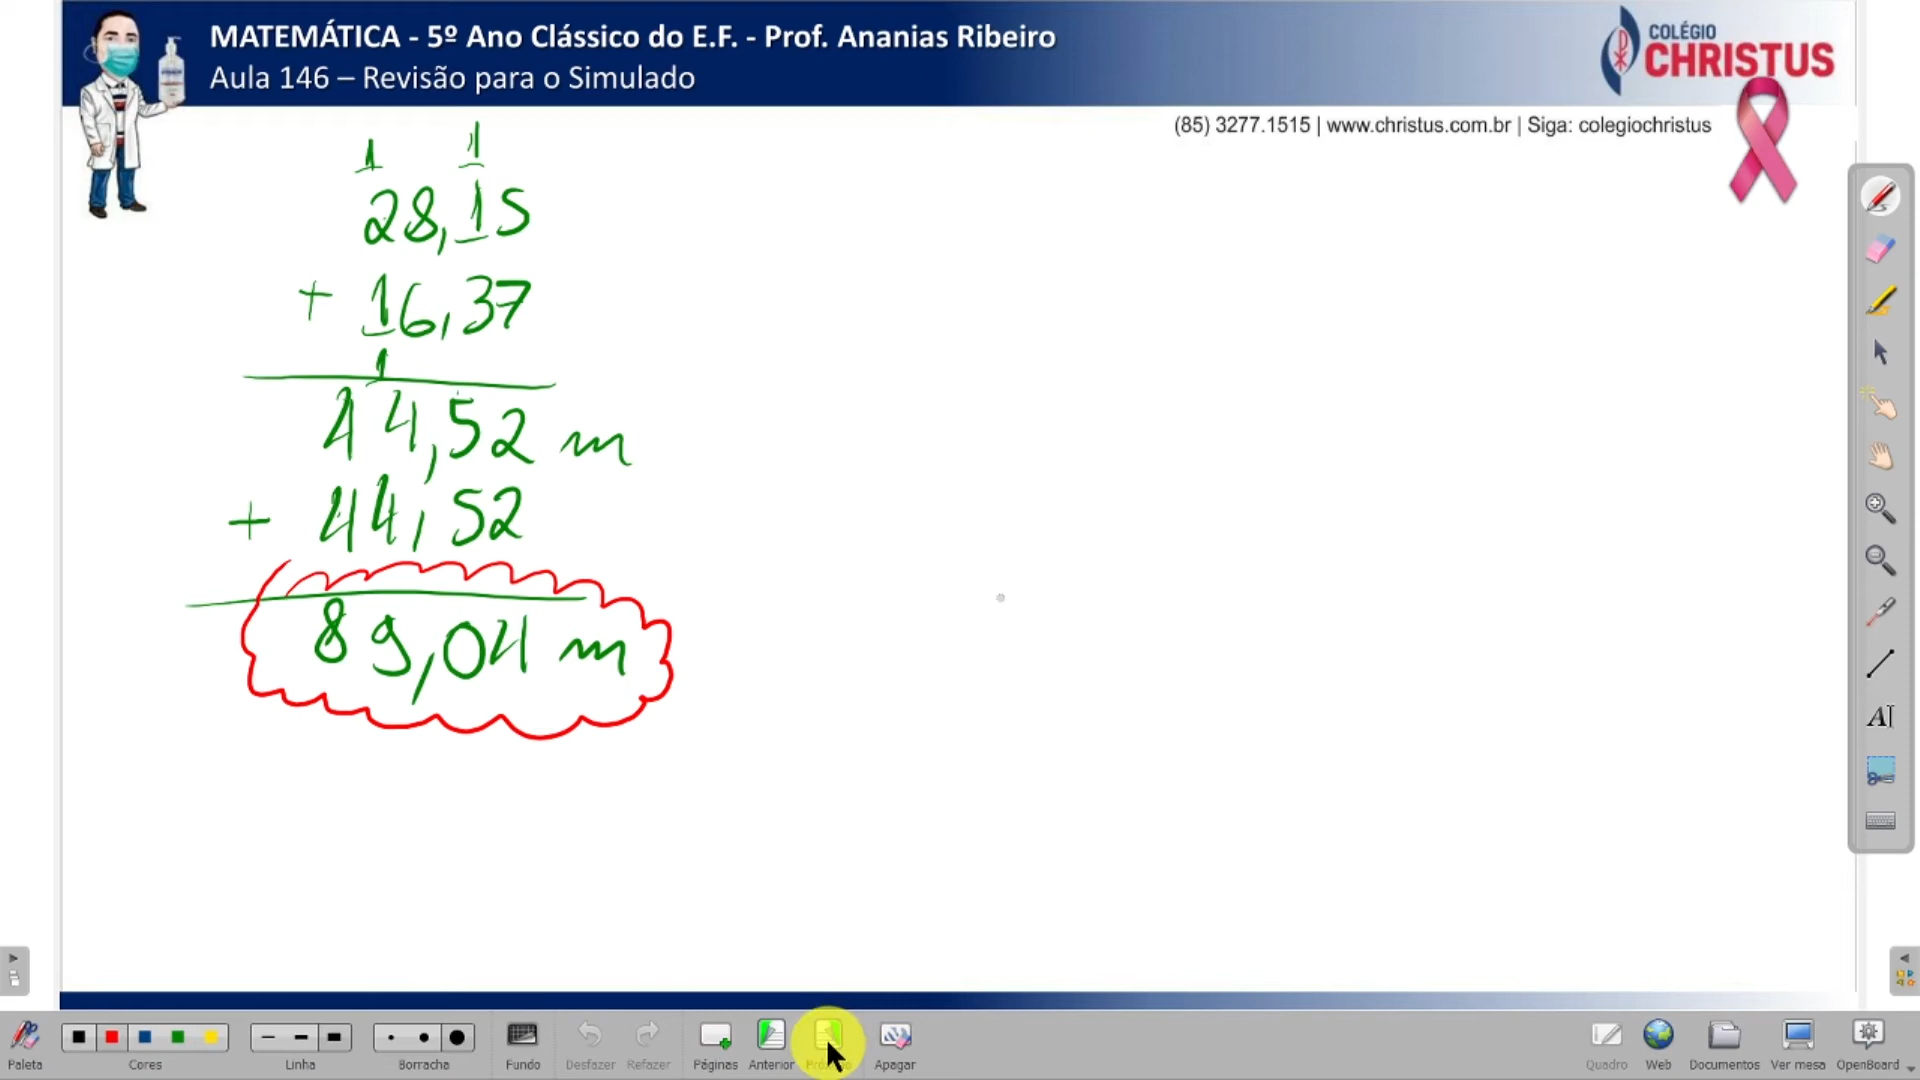 MATEMÁTICA - 5º Ano Clássico do E.F. - Prof. Ananias Ribeiro
Aula 146 – Revisão para o Simulado
COLÉGIO
CHRISTUS
(85) 3277.1515 | www.christus.com.br | Siga: colegiochristus
1 1
28,15
+ 16,37
1
44,52 m
+ 44,52
89,04 m
Paleta Cores Linha Borracha Fundo Desfazer Refazer Páginas Anterior Apagar Quadro Web Documentos Ver mesa OpenBoard